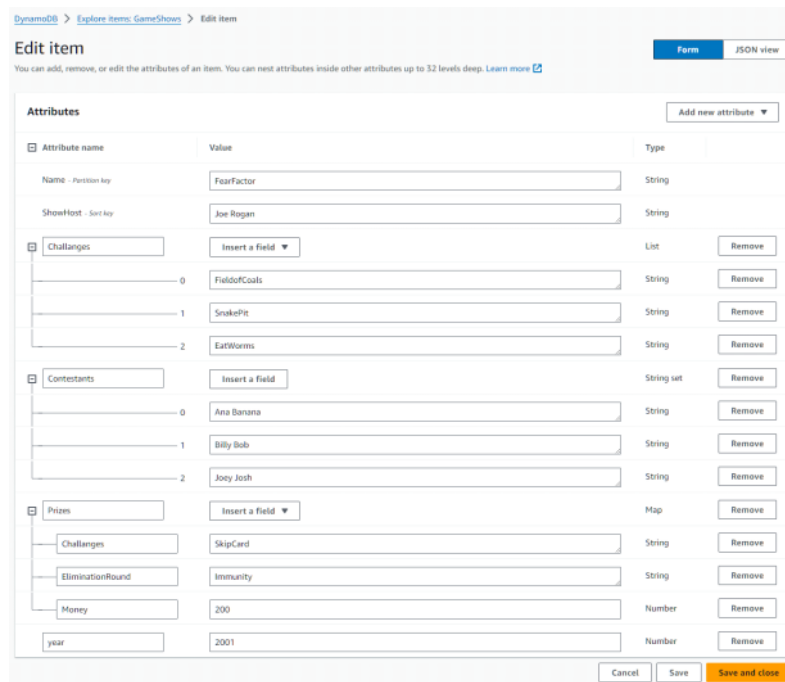 DynamoDB > Explore items: GameShows > Edit item
Edit item
Form JSON view
You can add, remove, or edit the attributes of an item. You can nest attributes inside other attributes up to 32 levels deep. Learn more
Attributes
Add new attribute
Attribute name Value Type
Name - Partition key FearFactor String
ShowHost - Sort key Joe Rogan String
Challanges Insert a field List Remove
0 FieldofCoals String Remove
1 SnakePit String Remove
2 EatWorms String Remove
Contestants Insert a field String set Remove
0 Ana Banana String Remove
1 Billy Bob String Remove
2 Joey Josh String Remove
Prizes Insert a field Map Remove
Challanges SkipCard String Remove
EliminationRound Immunity String Remove
Money 200 Number Remove
year 2001 Number Remove
Cancel Save Save and close